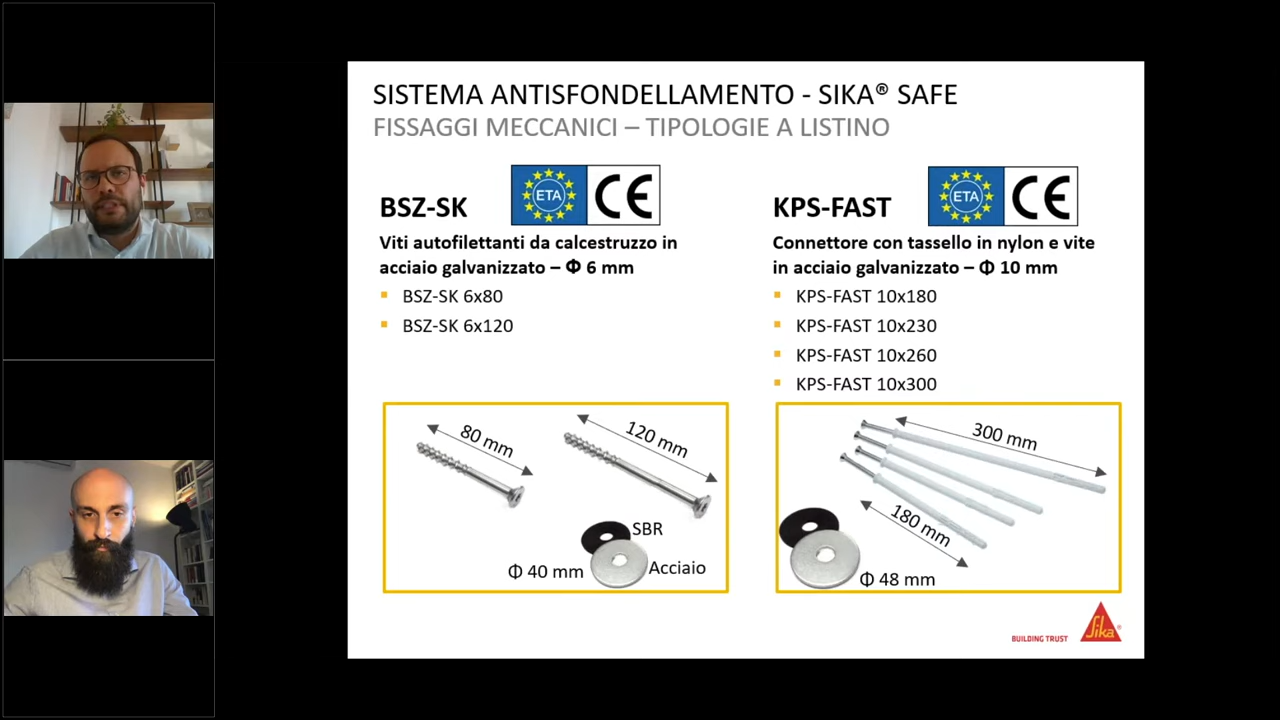 SISTEMA ANTISFONDELLAMENTO - SIKA® SAFE
FISSAGGI MECCANICI – TIPOLOGIE A LISTINO
BSZ-SK
ETA CE
Viti autofilettanti da calcestruzzo in
acciaio galvanizzato – Φ 6 mm
BSZ-SK 6x80
BSZ-SK 6x120
80 mm
120 mm
SBR
Φ 40 mm
Acciaio
KPS-FAST
ETA CE
Connettore con tassello in nylon e vite
in acciaio galvanizzato – Φ 10 mm
KPS-FAST 10x180
KPS-FAST 10x230
KPS-FAST 10x260
KPS-FAST 10x300
300 mm
180 mm
Φ 48 mm
BUILDING TRUST
Sika®